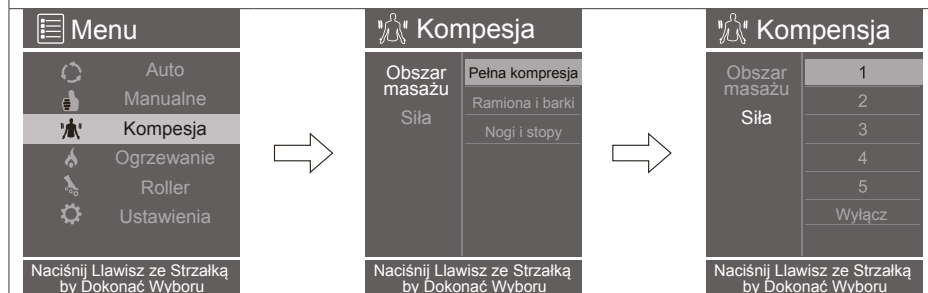 Menu
Auto
Manualne
Kompesja
Ogrzewanie
Roller
Ustawienia
Naciśnij Llawisz ze Strzałką
by Dokonać Wyboru
Kompesja
Obszar
masażu
Siła
Pełna kompresja
Ramiona i barki
Nogi i stopy
Naciśnij Llawisz ze Strzałką
by Dokonać Wyboru
Kompensja
Obszar
masażu
Siła
1
2
3
4
5
Wyłącz
Naciśnij Llawisz ze Strzałką
by Dokonać Wyboru